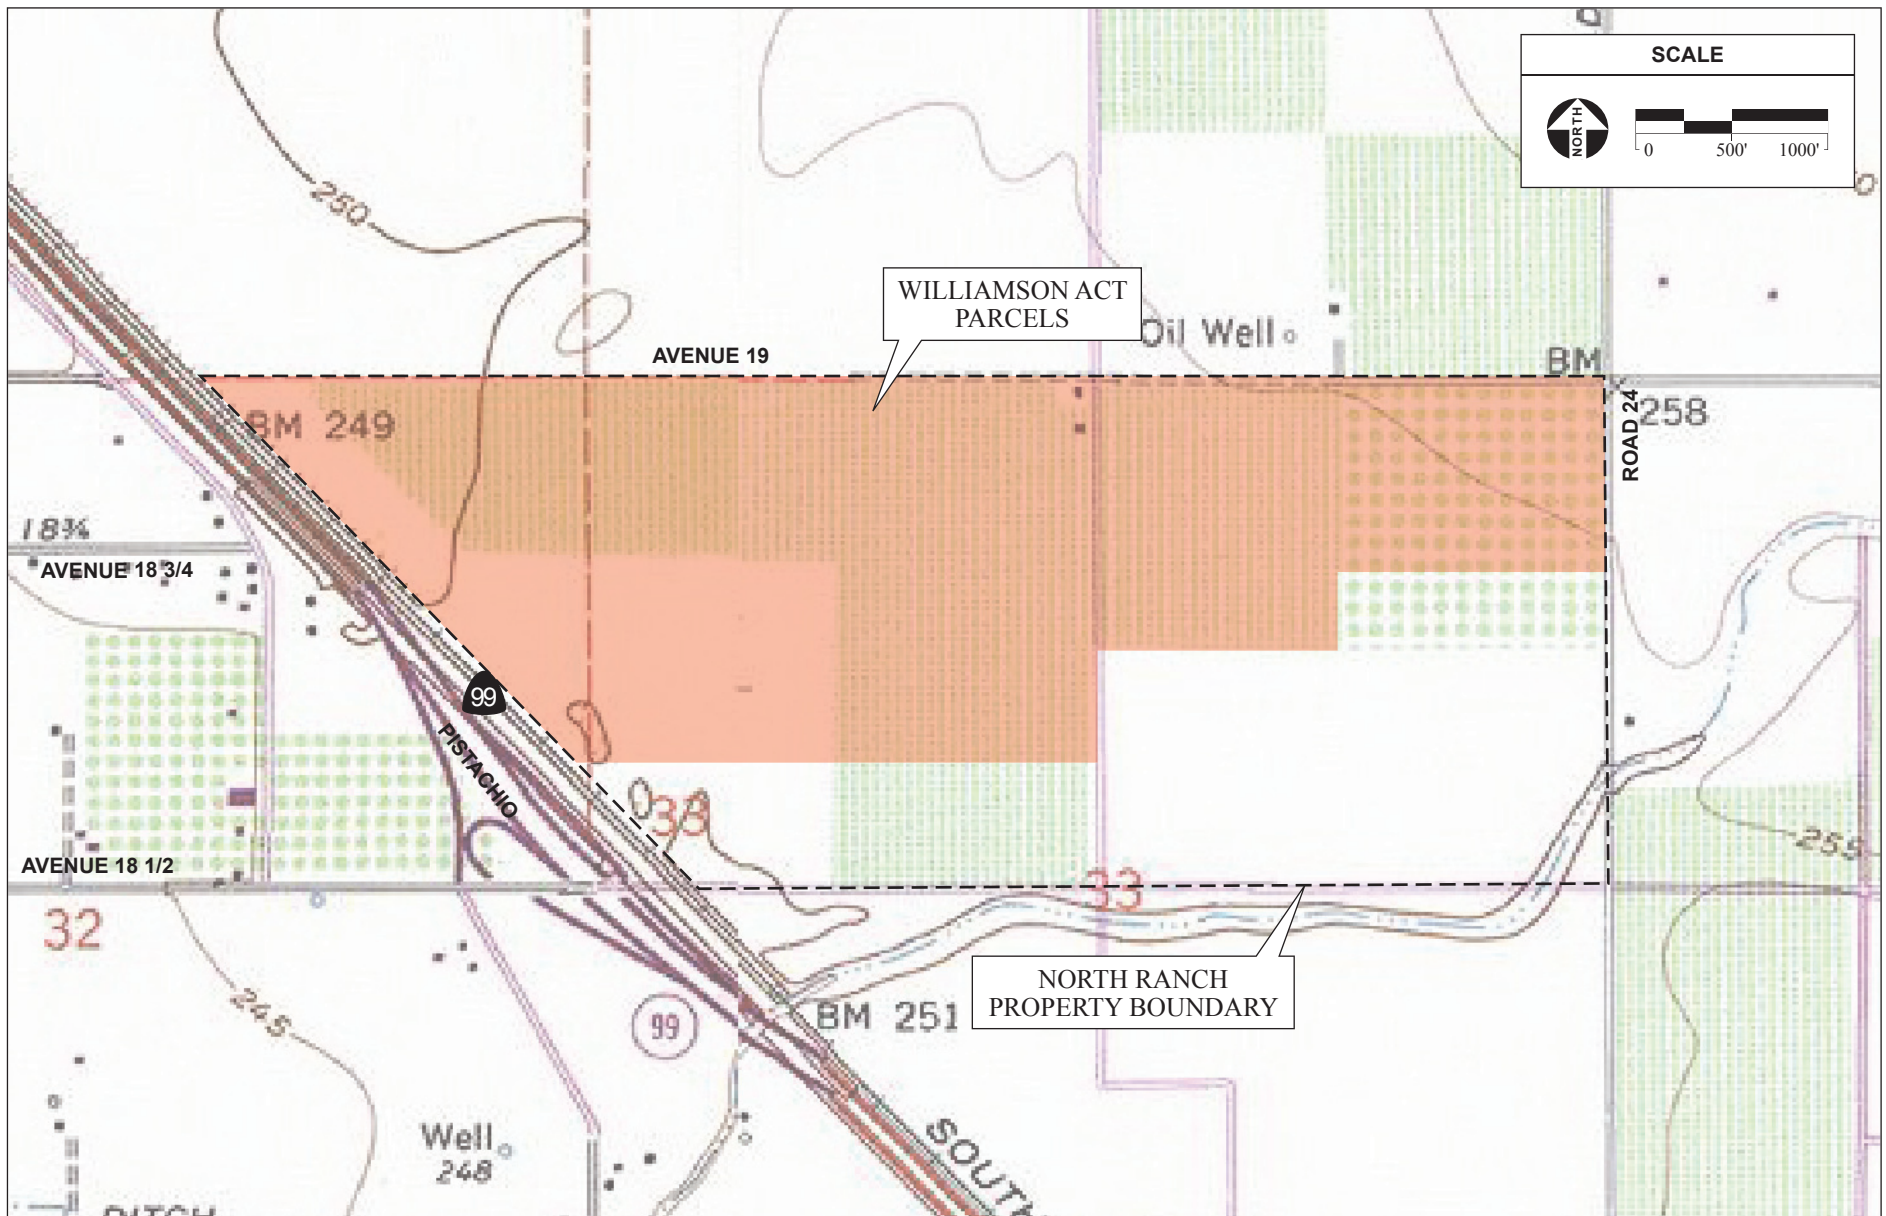 SCALE
NORTH
0 500' 1000'
250
WILLIAMSON ACT
PARCELS
Oil Well
AVENUE 19
BM
258
ROAD 24
BM 249
18¾
AVENUE 18 3/4
99
PISTACHIO
33
AVENUE 18 1/2
255
33
32
NORTH RANCH
PROPERTY BOUNDARY
245
99
BM 251
Well
248
SOUTH
DITCH